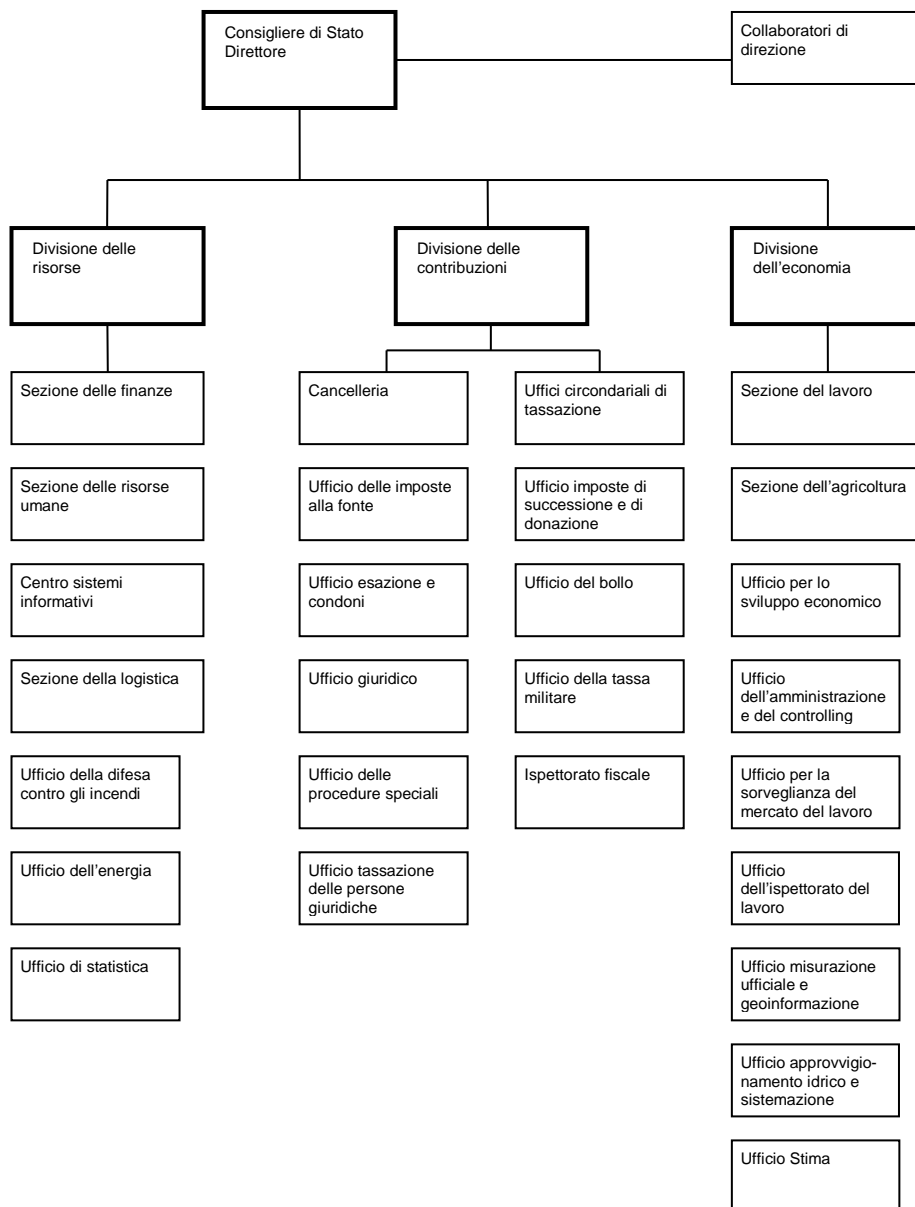 Consigliere di Stato
Direttore
Collaboratori di
direzione
Divisione delle
risorse
Divisione delle
contribuzioni
Divisione
dell’economia
Sezione delle finanze
Cancelleria
Uffici circondariali di
tassazione
Sezione del lavoro
Sezione delle risorse
umane
Ufficio delle imposte
alla fonte
Ufficio imposte di
successione e di
donazione
Sezione dell’agricoltura
Centro sistemi
informativi
Ufficio esazione e
condoni
Ufficio del bollo
Ufficio per lo
sviluppo economico
Sezione della logistica
Ufficio giuridico
Ufficio della tassa
militare
Ufficio
dell’amministrazione
e del controlling
Ufficio della difesa
contro gli incendi
Ufficio delle
procedure speciali
Ispettorato fiscale
Ufficio per la
sorveglianza del
mercato del lavoro
Ufficio dell’energia
Ufficio tassazione
delle persone
giuridiche
Ufficio
dell’ispettorato del
lavoro
Ufficio di statistica
Ufficio misurazione
ufficiale e
geoinformazione
Ufficio approvvigio-
namento idrico e
sistemazione
Ufficio Stima